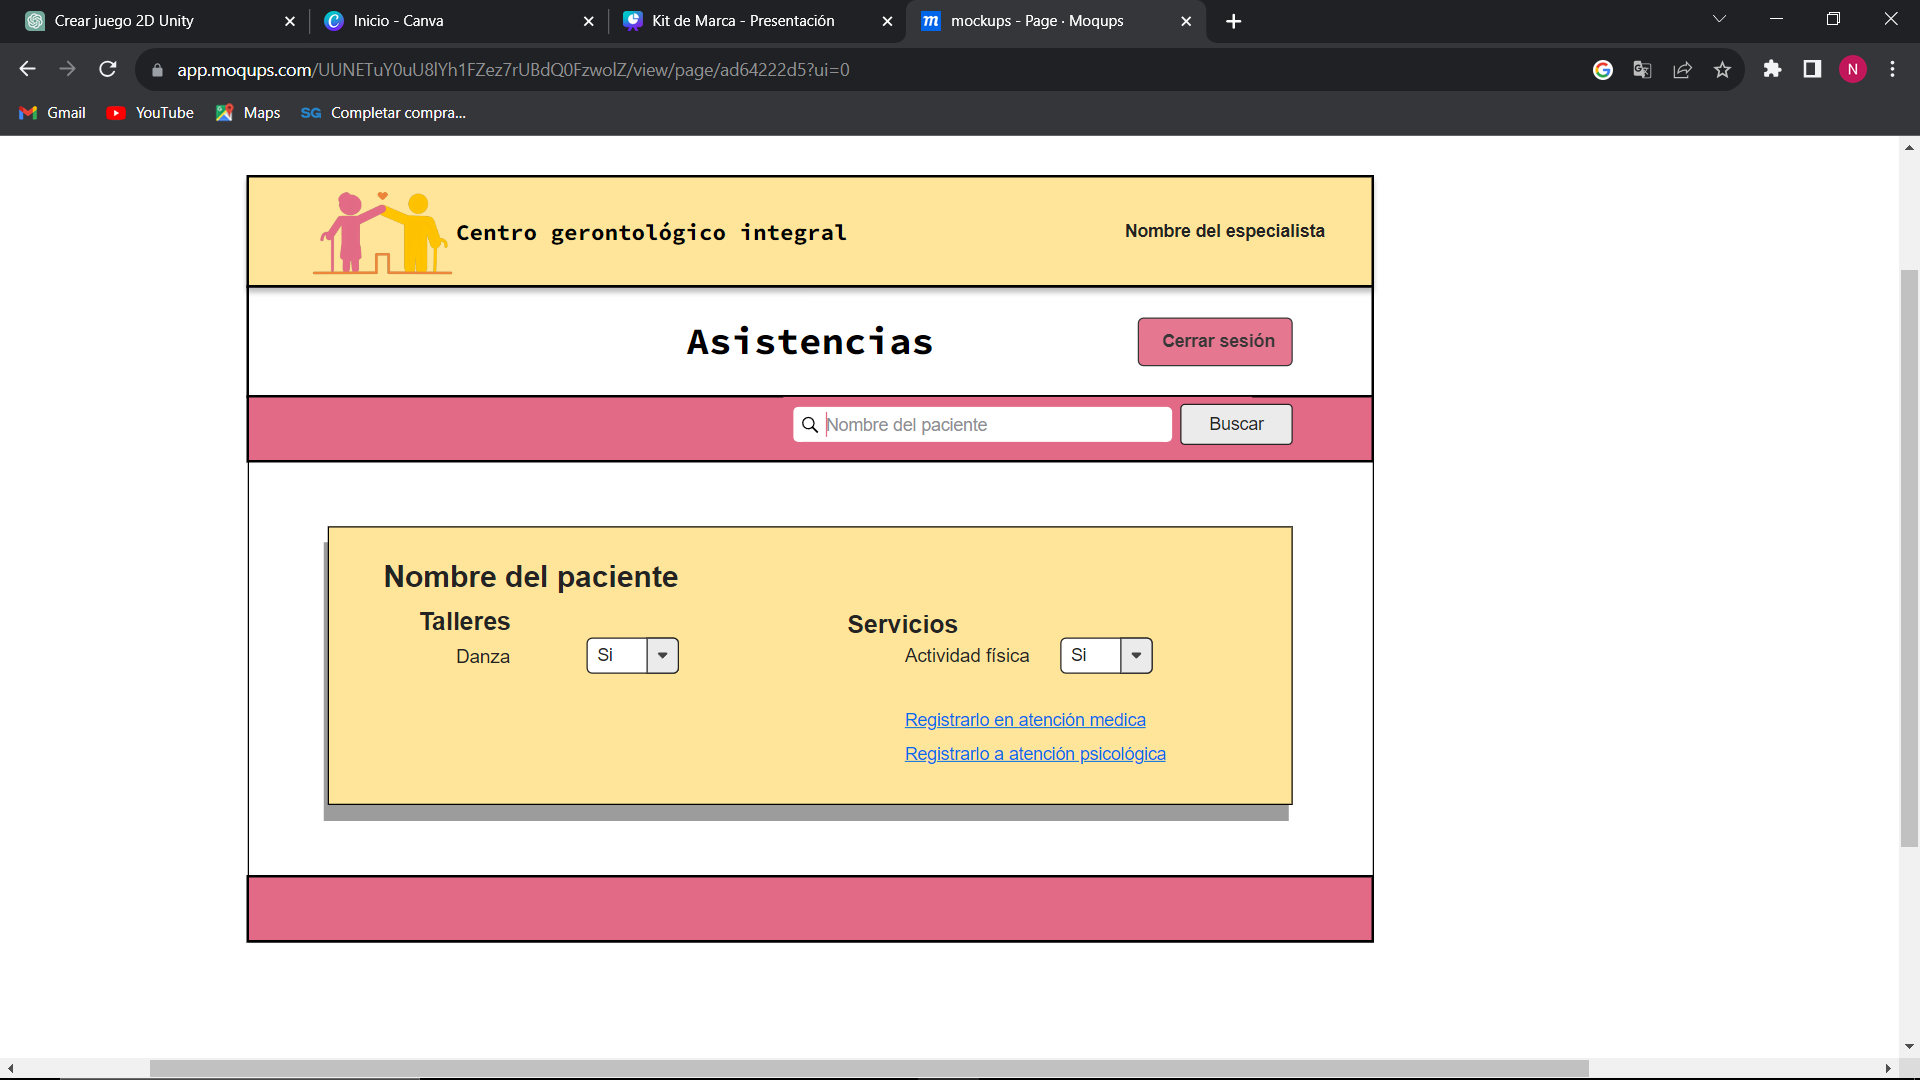 Crear juego 2D Unity
Inicio - Canva
Kit de Marca - Presentación
mockups - Page · Moqups
app.moqups.com/UUNETuY0uU8lYh1FZez7rUBdQ0FzwolZ/view/page/ad64222d5?ui=0
N
Gmail
YouTube
Maps
SG Completar compra...
Centro gerontológico integral
Nombre del especialista
Asistencias
Cerrar sesión
Nombre del paciente
Buscar
Nombre del paciente
Talleres
Servicios
Danza
Si
Actividad física
Si
Registrarlo en atención medica
Registrarlo a atención psicológica